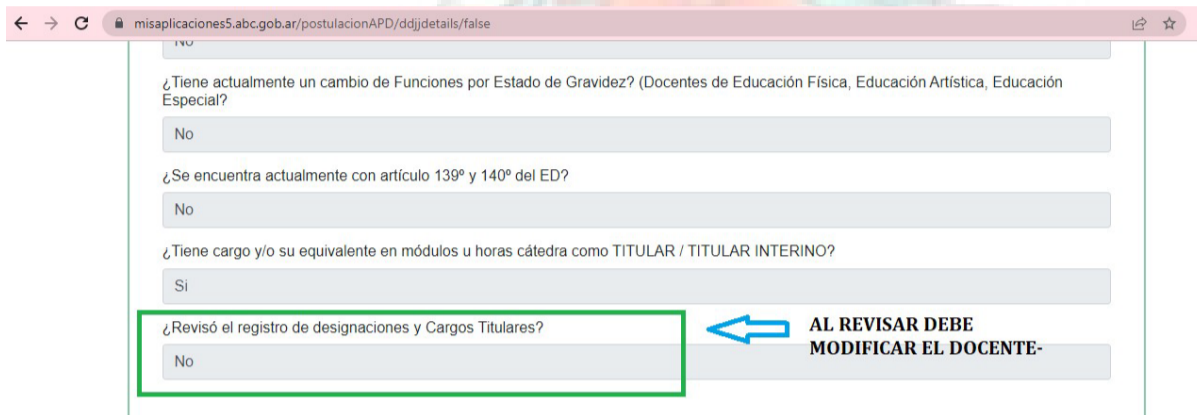 misaplicaciones5.abc.gob.ar/postulacionAPD/ddjjdetails/false
No
¿Tiene actualmente un cambio de Funciones por Estado de Gravidez? (Docentes de Educación Física, Educación Artística, Educación
Especial?
No
¿Se encuentra actualmente con artículo 139º y 140º del ED?
No
¿Tiene cargo y/o su equivalente en módulos u horas cátedra como TITULAR / TITULAR INTERINO?
Si
¿Revisó el registro de designaciones y Cargos Titulares?
No
AL REVISAR DEBE
MODIFICAR EL DOCENTE-